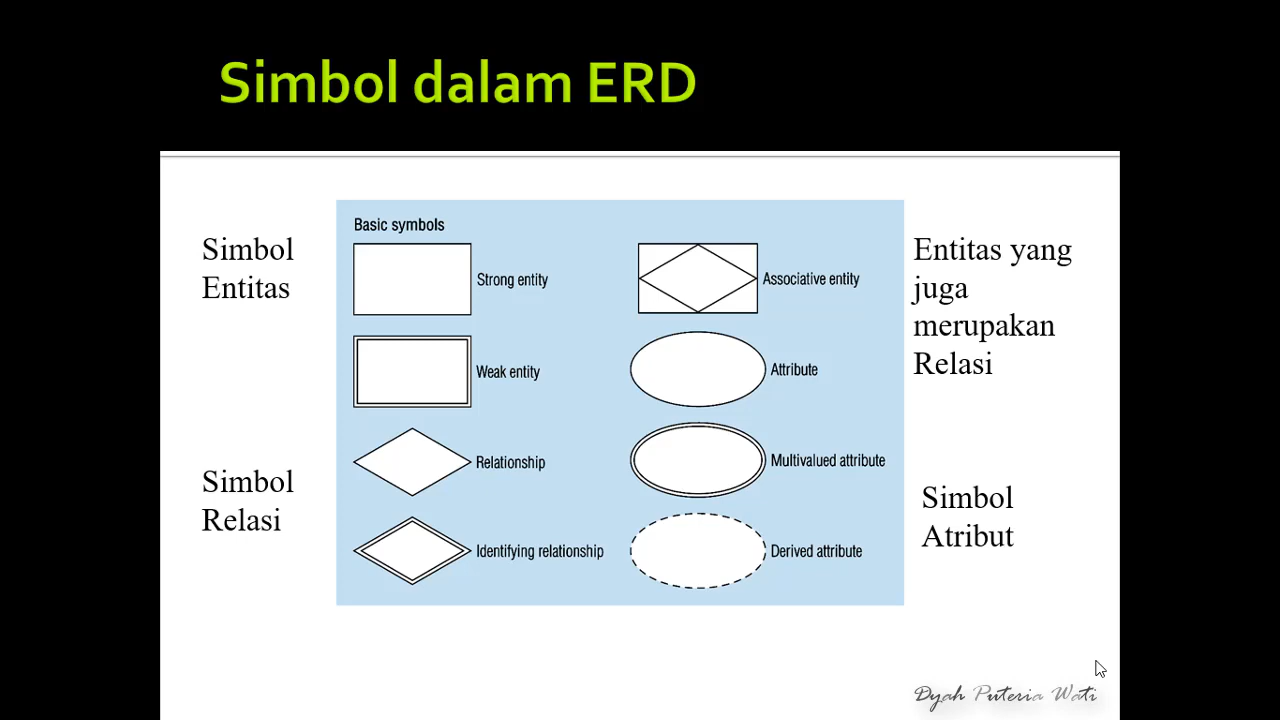 Simbol dalam ERD
Simbol
Entitas
Simbol
Relasi
Basic symbols
Strong entity
Weak entity
Relationship
Identifying relationship
Associative entity
Attribute
Multivalued attribute
Derived attribute
Entitas yang
juga
merupakan
Relasi
Simbol
Atribut
Dyah Puteria Wati